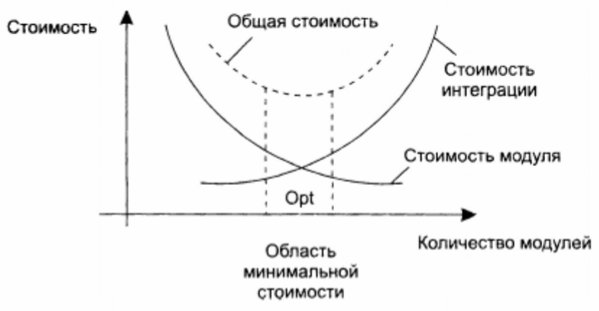 Стоимость
Общая стоимость
Стоимость
интеграции
Стоимость модуля
Opt
Количество модулей
Область
минимальной
стоимости